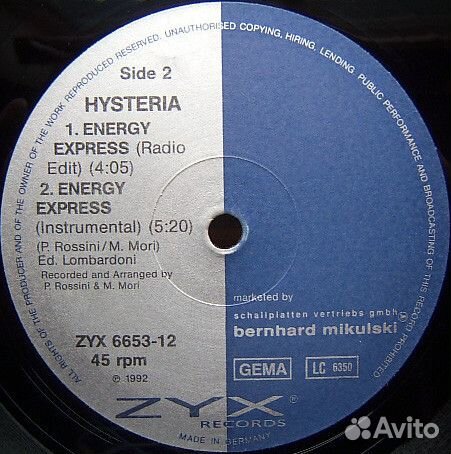 ALL RIGHTS OF THE PRODUCER AND OF THE OWNER OF THE WORK REPRODUCED RESERVED. UNAUTHORISED COPYING, HIRING, LENDING PUBLIC PERFORMANCE AND BROADCASTING OF THIS RECORD PROHIBITED
Side 2
HYSTERIA
1. ENERGY
EXPRESS (Radio
Edit) (4:05)
2. ENERGY
EXPRESS
(Instrumental) (5:20)
(P. Rossini/M. Mori)
Ed. Lombardoni
Recorded and Arranged by
P. Rossini & M. Mori
marketed by
schallplatten vertriebs gmbh
bernhard mikulski
ZYX 6653-12
45 rpm
℗ 1992
GEMA
LC 6350
ZYX®
RECORDS
MADE IN GERMANY
Avito